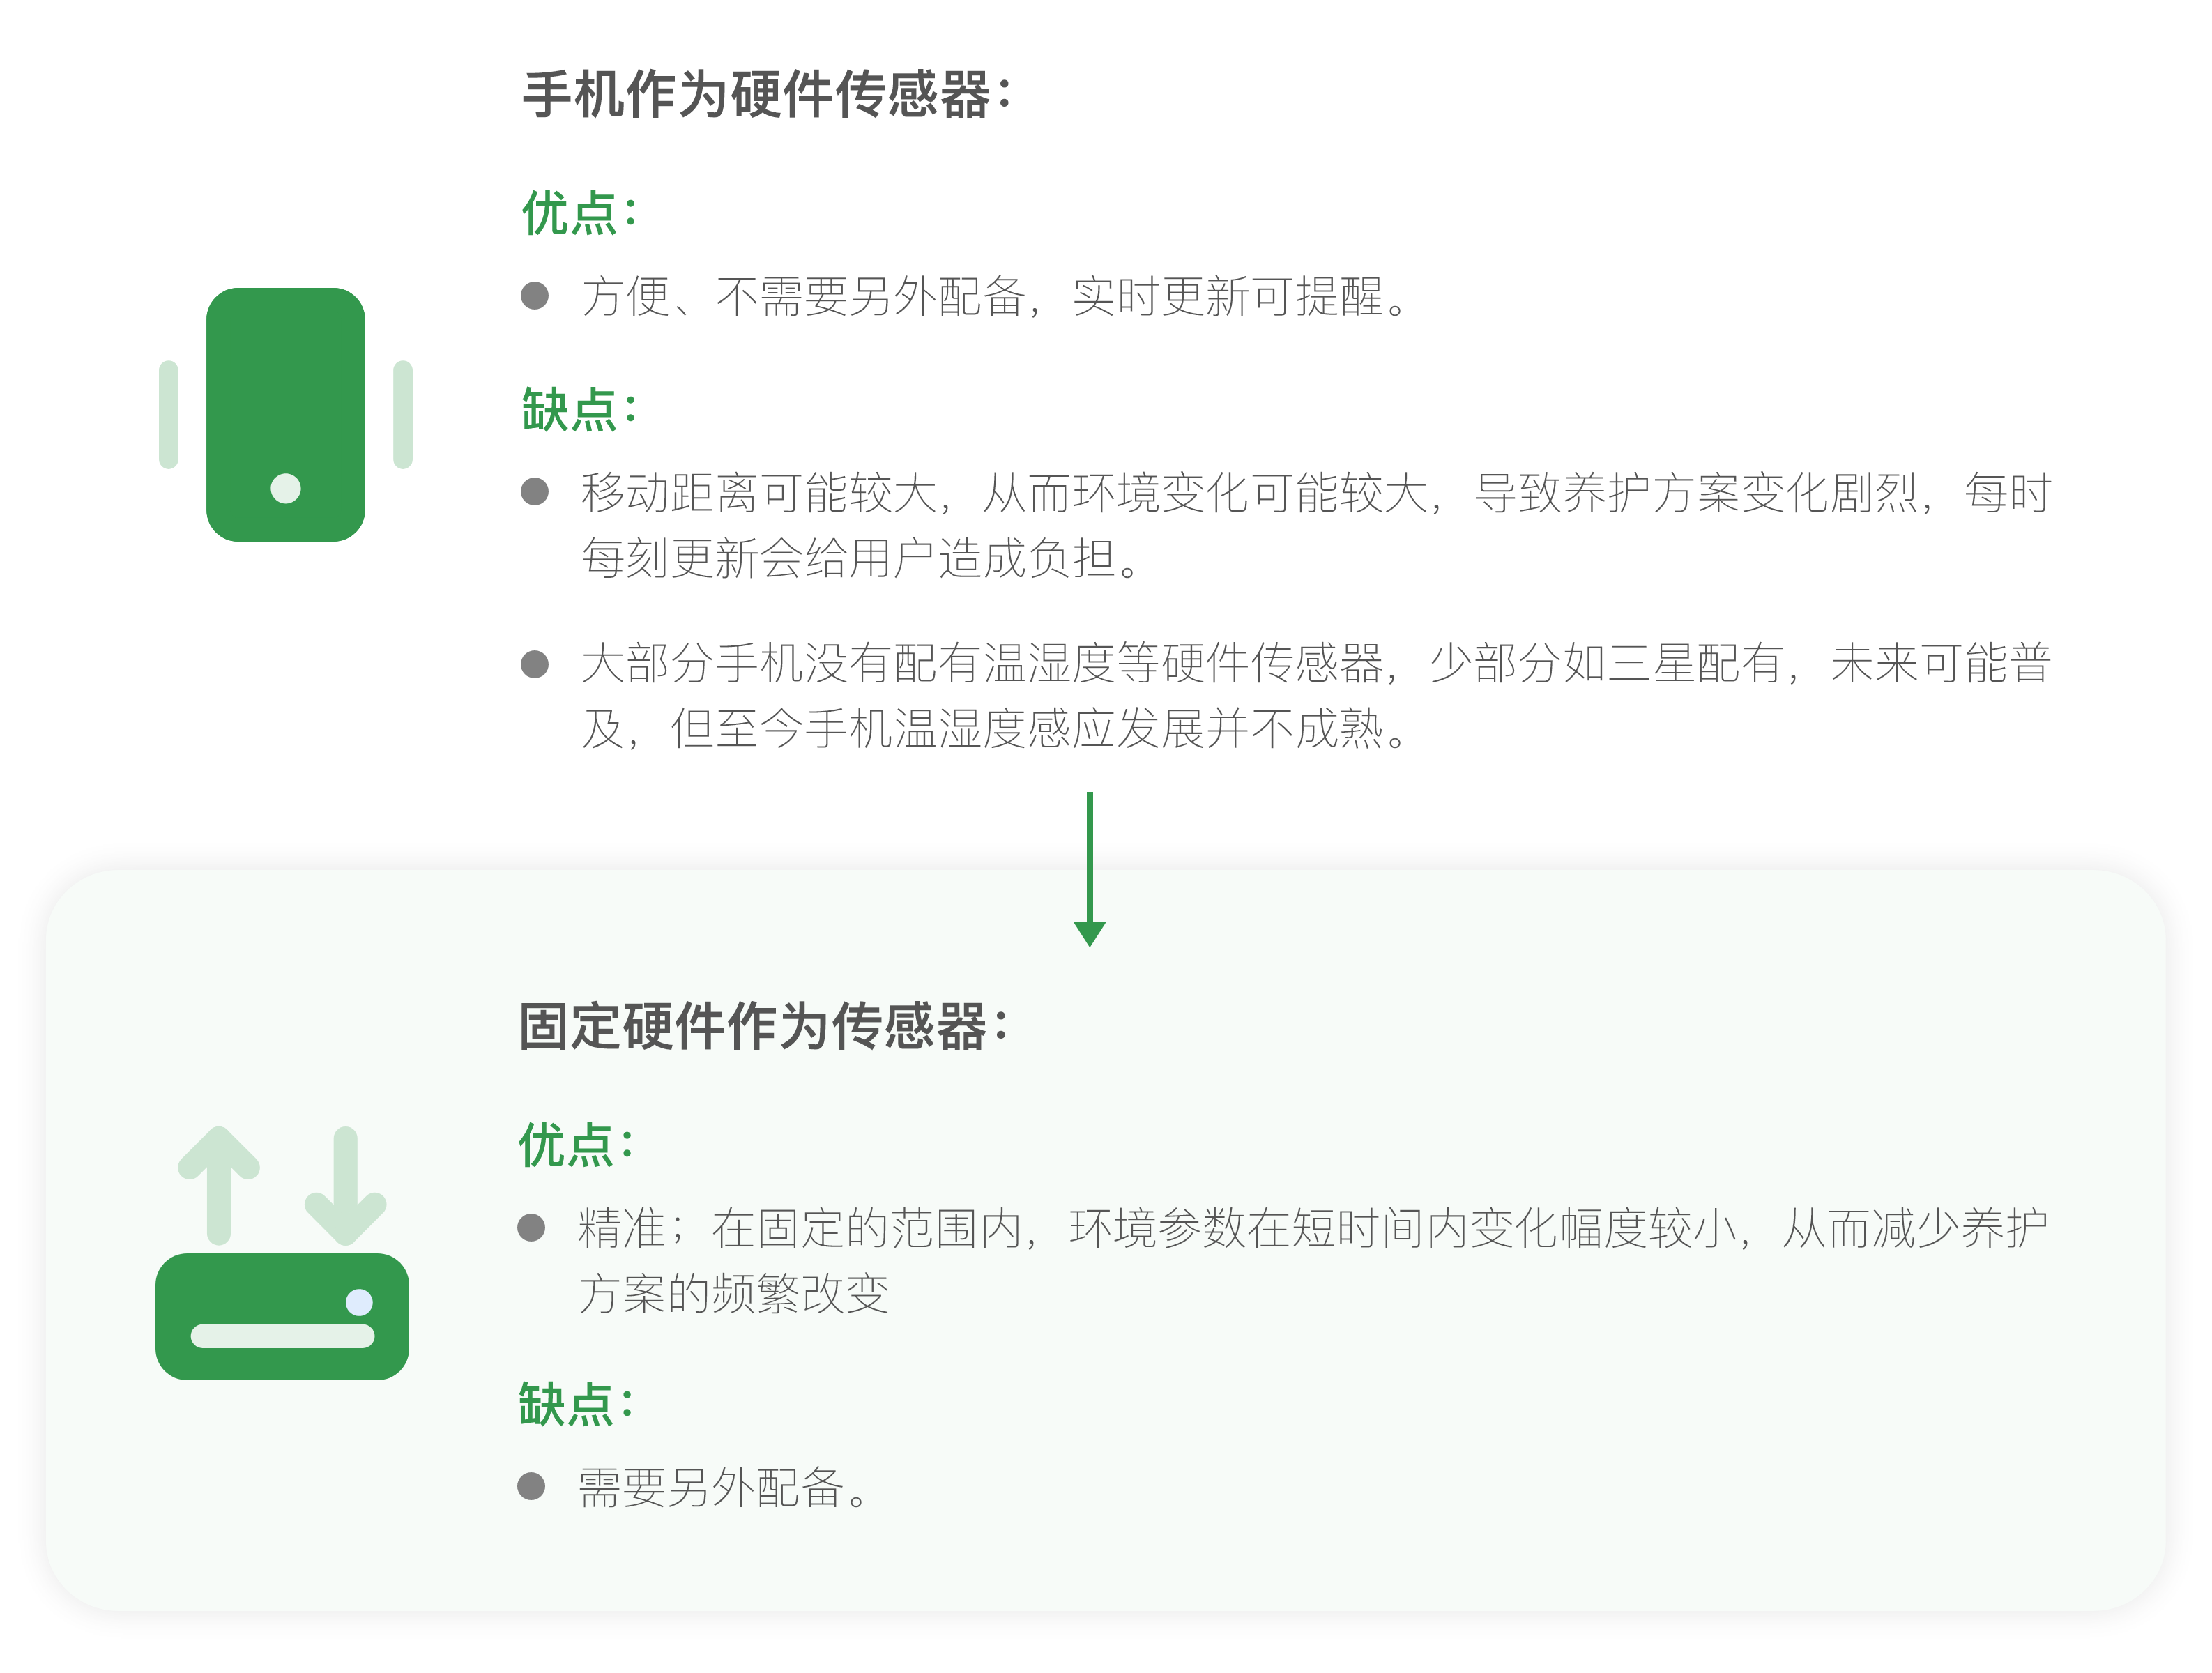 手机作为硬件传感器：
优点：
方便、不需要另外配备，实时更新可提醒。
缺点：
移动距离可能较大，从而环境变化可能较大，导致养护方案变化剧烈，每时
每刻更新会给用户造成负担。
大部分手机没有配有温湿度等硬件传感器，少部分如三星配有，未来可能普
及，但至今手机温湿度感应发展并不成熟。
固定硬件作为传感器：
优点：
精准；在固定的范围内，环境参数在短时间内变化幅度较小，从而减少养护
方案的频繁改变
缺点：
需要另外配备。